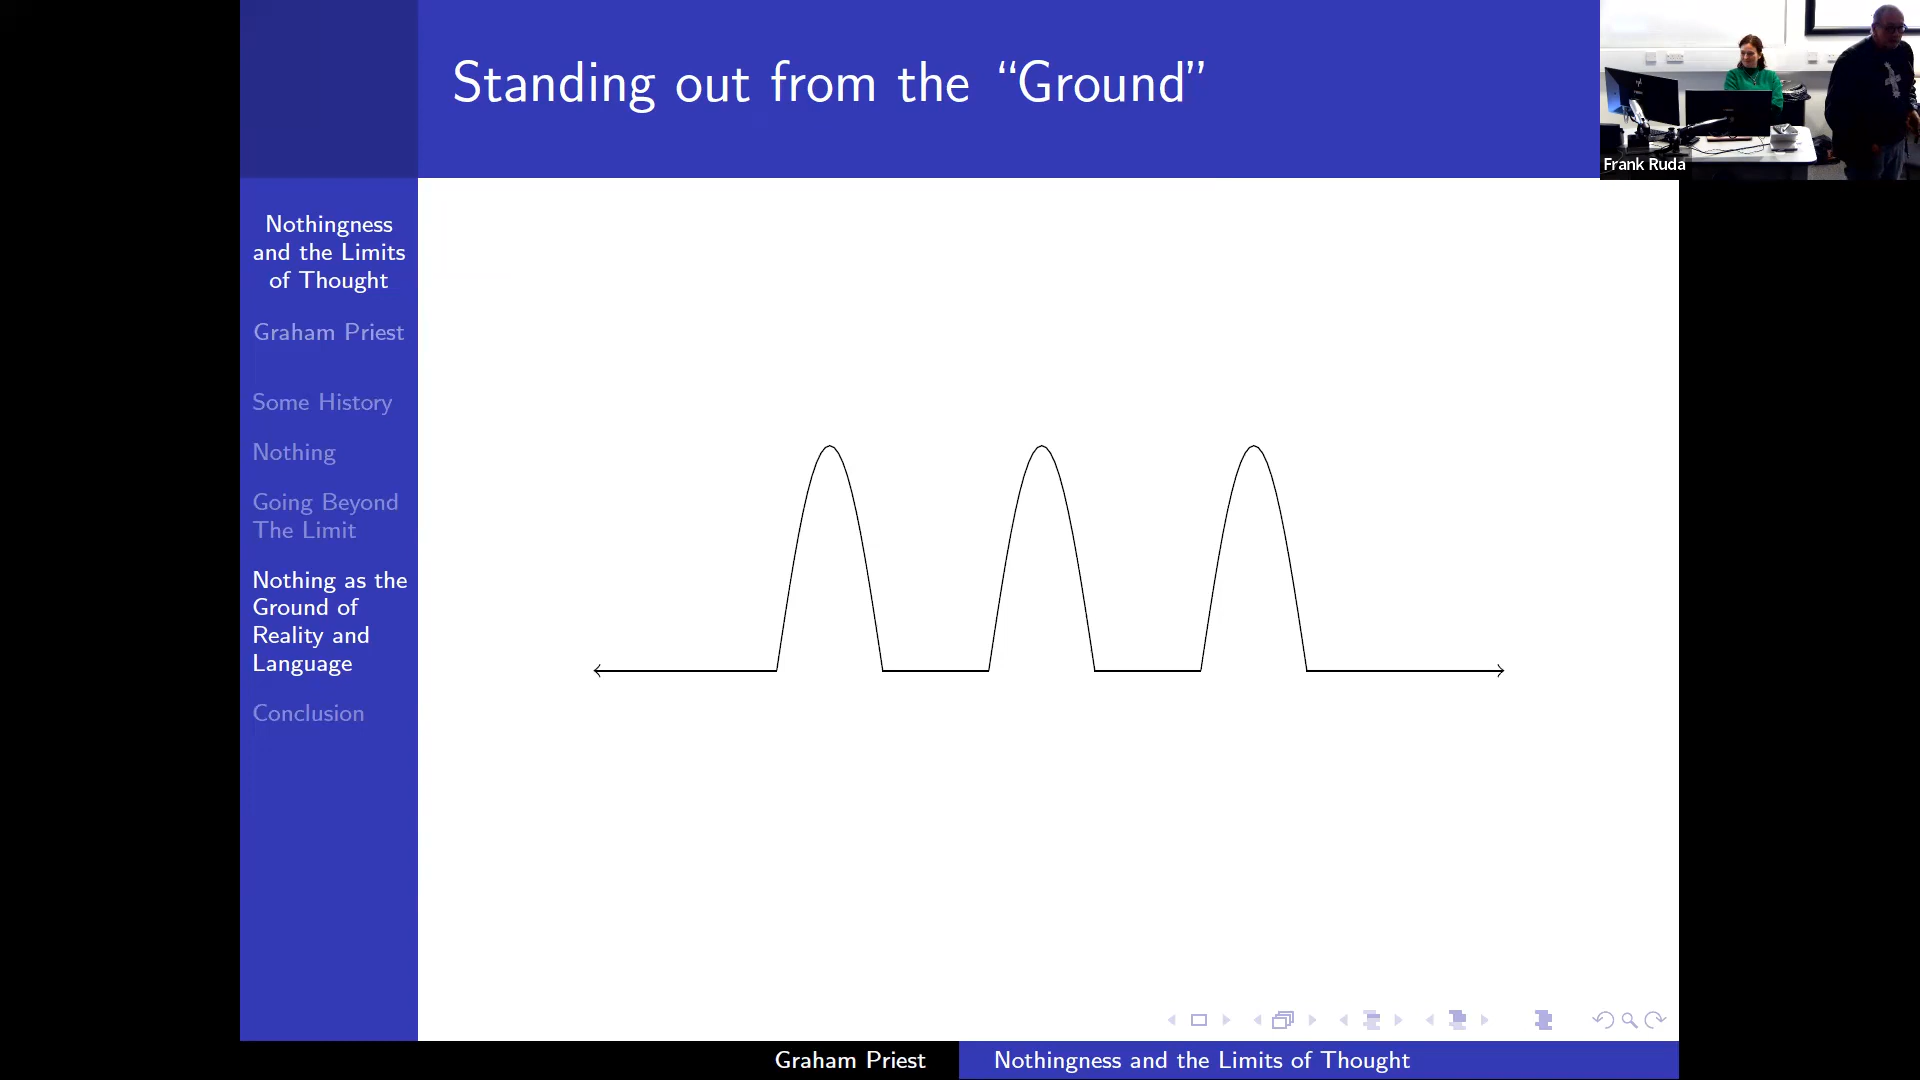 Standing out from the “Ground”
Frank Ruda
Nothingness
and the Limits
of Thought
Graham Priest
Some History
Nothing
Going Beyond
The Limit
Nothing as the
Ground of
Reality and
Language
Conclusion
Graham Priest
Nothingness and the Limits of Thought